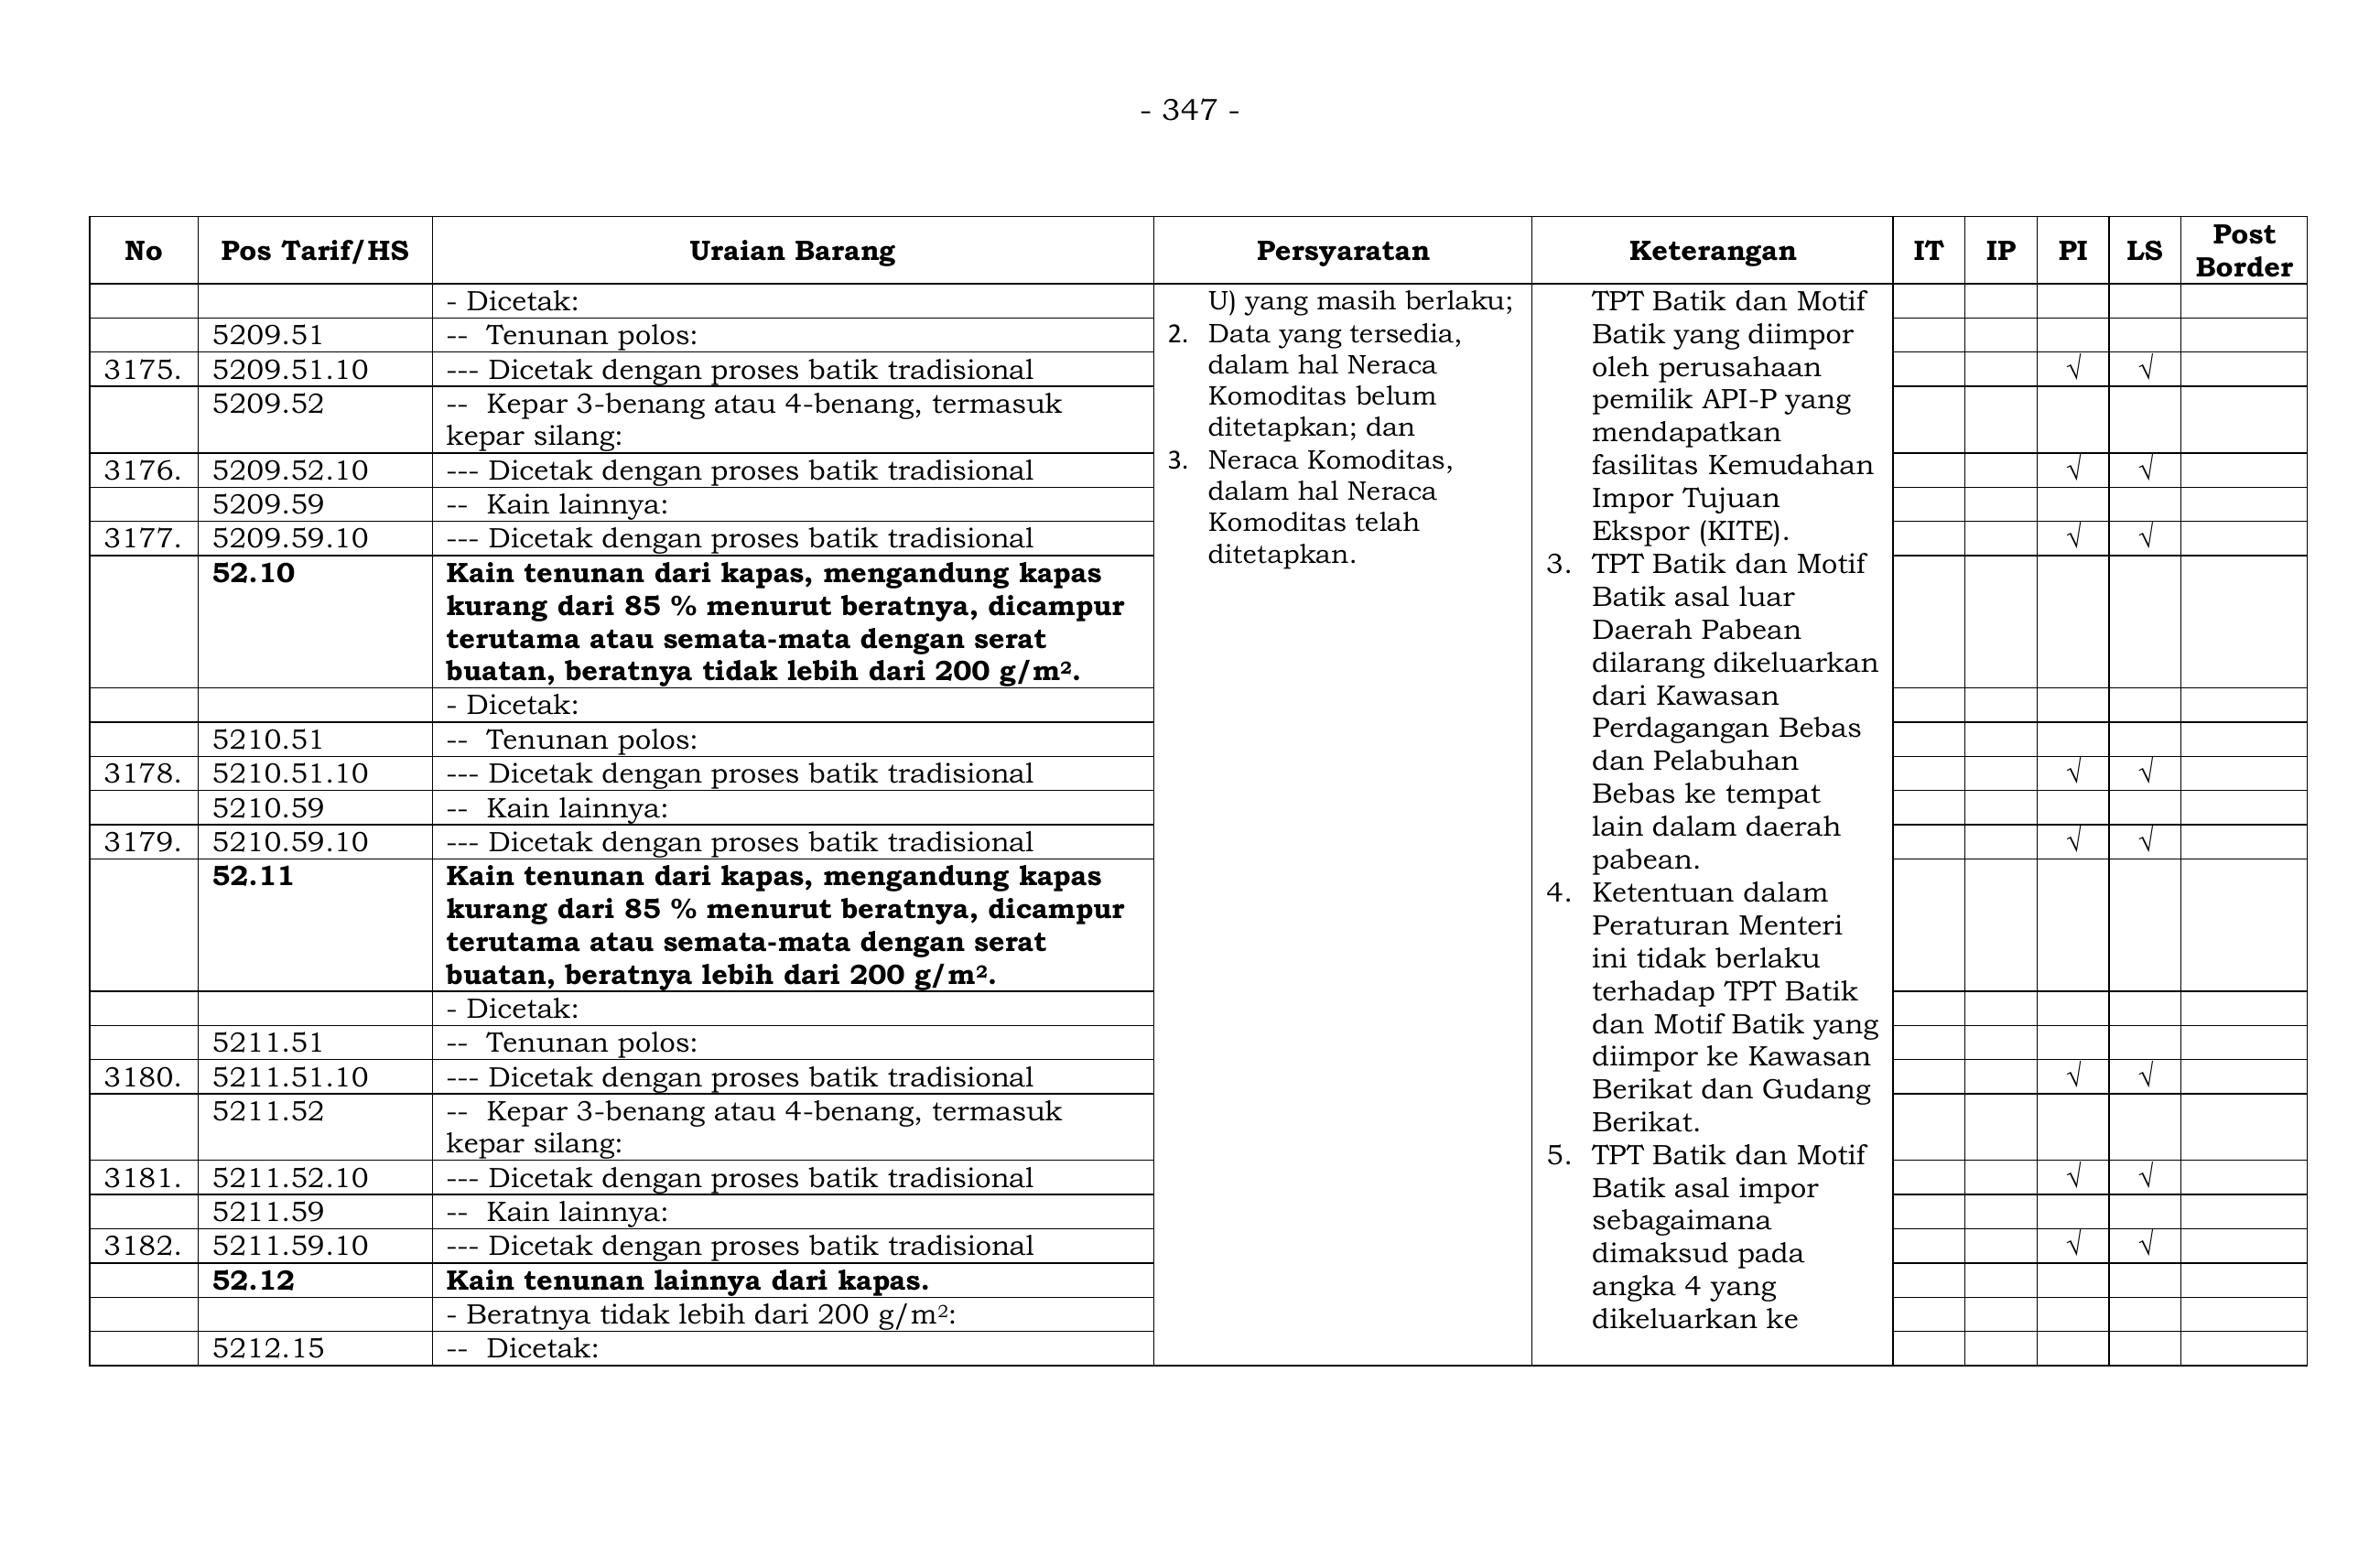 - 347 -
No Pos Tarif/HS Uraian Barang Persyaratan Keterangan IT IP PI LS Post Border
- Dicetak:
5209.51 -- Tenunan polos:
3175. 5209.51.10 --- Dicetak dengan proses batik tradisional √ √
5209.52 -- Kepar 3-benang atau 4-benang, termasuk
kepar silang:
3176. 5209.52.10 --- Dicetak dengan proses batik tradisional √ √
5209.59 -- Kain lainnya:
3177. 5209.59.10 --- Dicetak dengan proses batik tradisional √ √
52.10 Kain tenunan dari kapas, mengandung kapas
kurang dari 85 % menurut beratnya, dicampur
terutama atau semata-mata dengan serat
buatan, beratnya tidak lebih dari 200 g/m².
- Dicetak:
5210.51 -- Tenunan polos:
3178. 5210.51.10 --- Dicetak dengan proses batik tradisional √ √
5210.59 -- Kain lainnya:
3179. 5210.59.10 --- Dicetak dengan proses batik tradisional √ √
52.11 Kain tenunan dari kapas, mengandung kapas
kurang dari 85 % menurut beratnya, dicampur
terutama atau semata-mata dengan serat
buatan, beratnya lebih dari 200 g/m².
- Dicetak:
5211.51 -- Tenunan polos:
3180. 5211.51.10 --- Dicetak dengan proses batik tradisional √ √
5211.52 -- Kepar 3-benang atau 4-benang, termasuk
kepar silang:
3181. 5211.52.10 --- Dicetak dengan proses batik tradisional √ √
5211.59 -- Kain lainnya:
3182. 5211.59.10 --- Dicetak dengan proses batik tradisional √ √
52.12 Kain tenunan lainnya dari kapas.
- Beratnya tidak lebih dari 200 g/m²:
5212.15 -- Dicetak:
U) yang masih berlaku;
2. Data yang tersedia,
dalam hal Neraca
Komoditas belum
ditetapkan; dan
3. Neraca Komoditas,
dalam hal Neraca
Komoditas telah
ditetapkan.
TPT Batik dan Motif
Batik yang diimpor
oleh perusahaan
pemilik API-P yang
mendapatkan
fasilitas Kemudahan
Impor Tujuan
Ekspor (KITE).
3. TPT Batik dan Motif
Batik asal luar
Daerah Pabean
dilarang dikeluarkan
dari Kawasan
Perdagangan Bebas
dan Pelabuhan
Bebas ke tempat
lain dalam daerah
pabean.
4. Ketentuan dalam
Peraturan Menteri
ini tidak berlaku
terhadap TPT Batik
dan Motif Batik yang
diimpor ke Kawasan
Berikat dan Gudang
Berikat.
5. TPT Batik dan Motif
Batik asal impor
sebagaimana
dimaksud pada
angka 4 yang
dikeluarkan ke